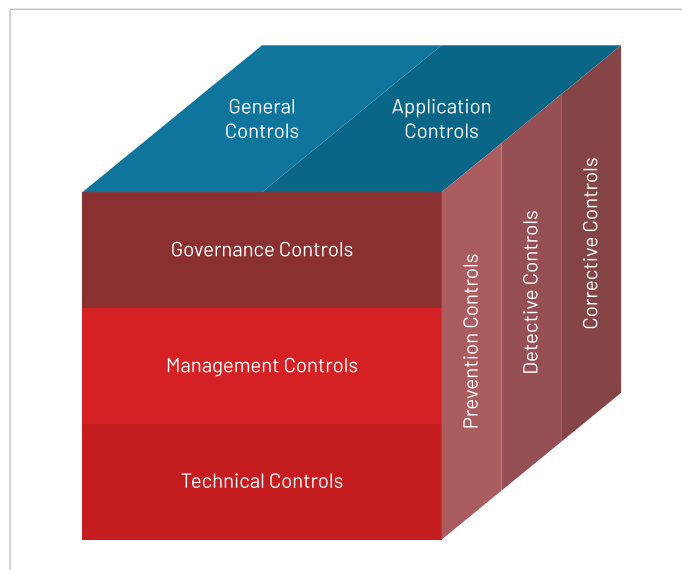 General
Controls
Application
Controls
Governance Controls
Management Controls
Technical Controls
Prevention Controls
Detective Controls
Corrective Controls